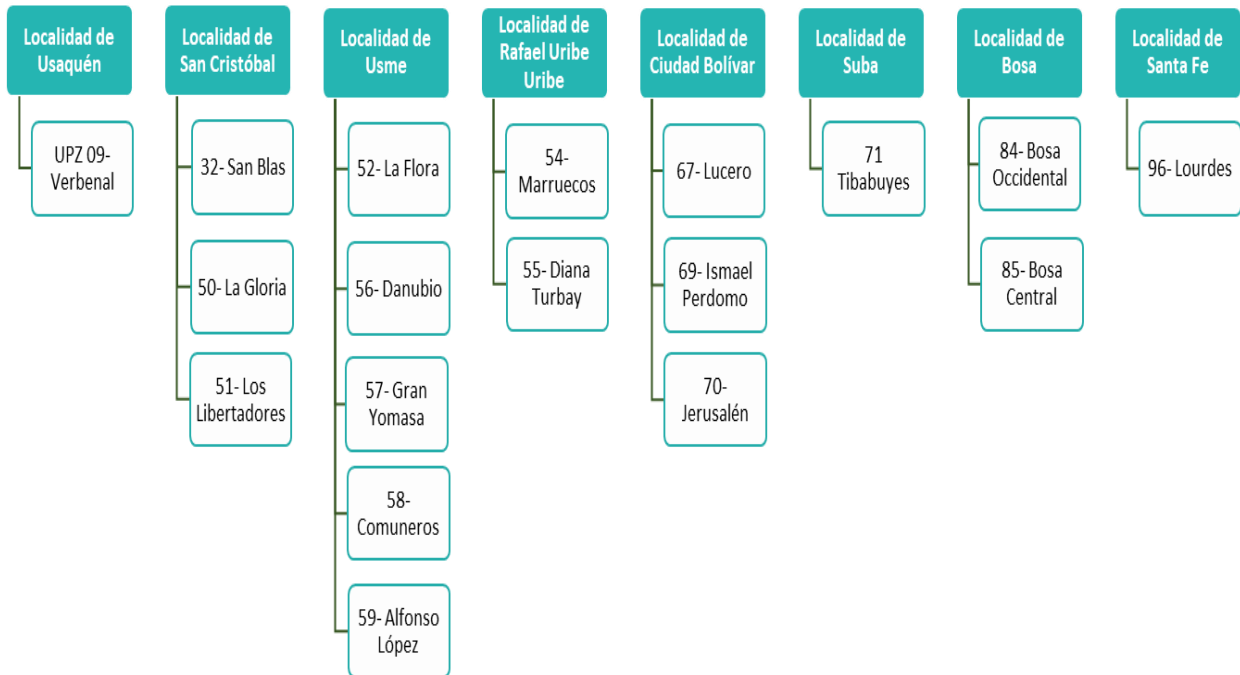 Localidad de
Usaquén
UPZ 09-
Verbenal
Localidad de
San Cristóbal
32- San Blas
50- La Gloria
51- Los
Libertadores
Localidad de
Usme
52- La Flora
56- Danubio
57- Gran
Yomasa
58-
Comuneros
59- Alfonso
López
Localidad de
Rafael Uribe
Uribe
54-
Marruecos
55- Diana
Turbay
Localidad de
Ciudad Bolívar
67- Lucero
69- Ismael
Perdomo
70-
Jerusalén
Localidad de
Suba
71
Tibabuyes
Localidad de
Bosa
84- Bosa
Occidental
85- Bosa
Central
Localidad de
Santa Fe
96- Lourdes